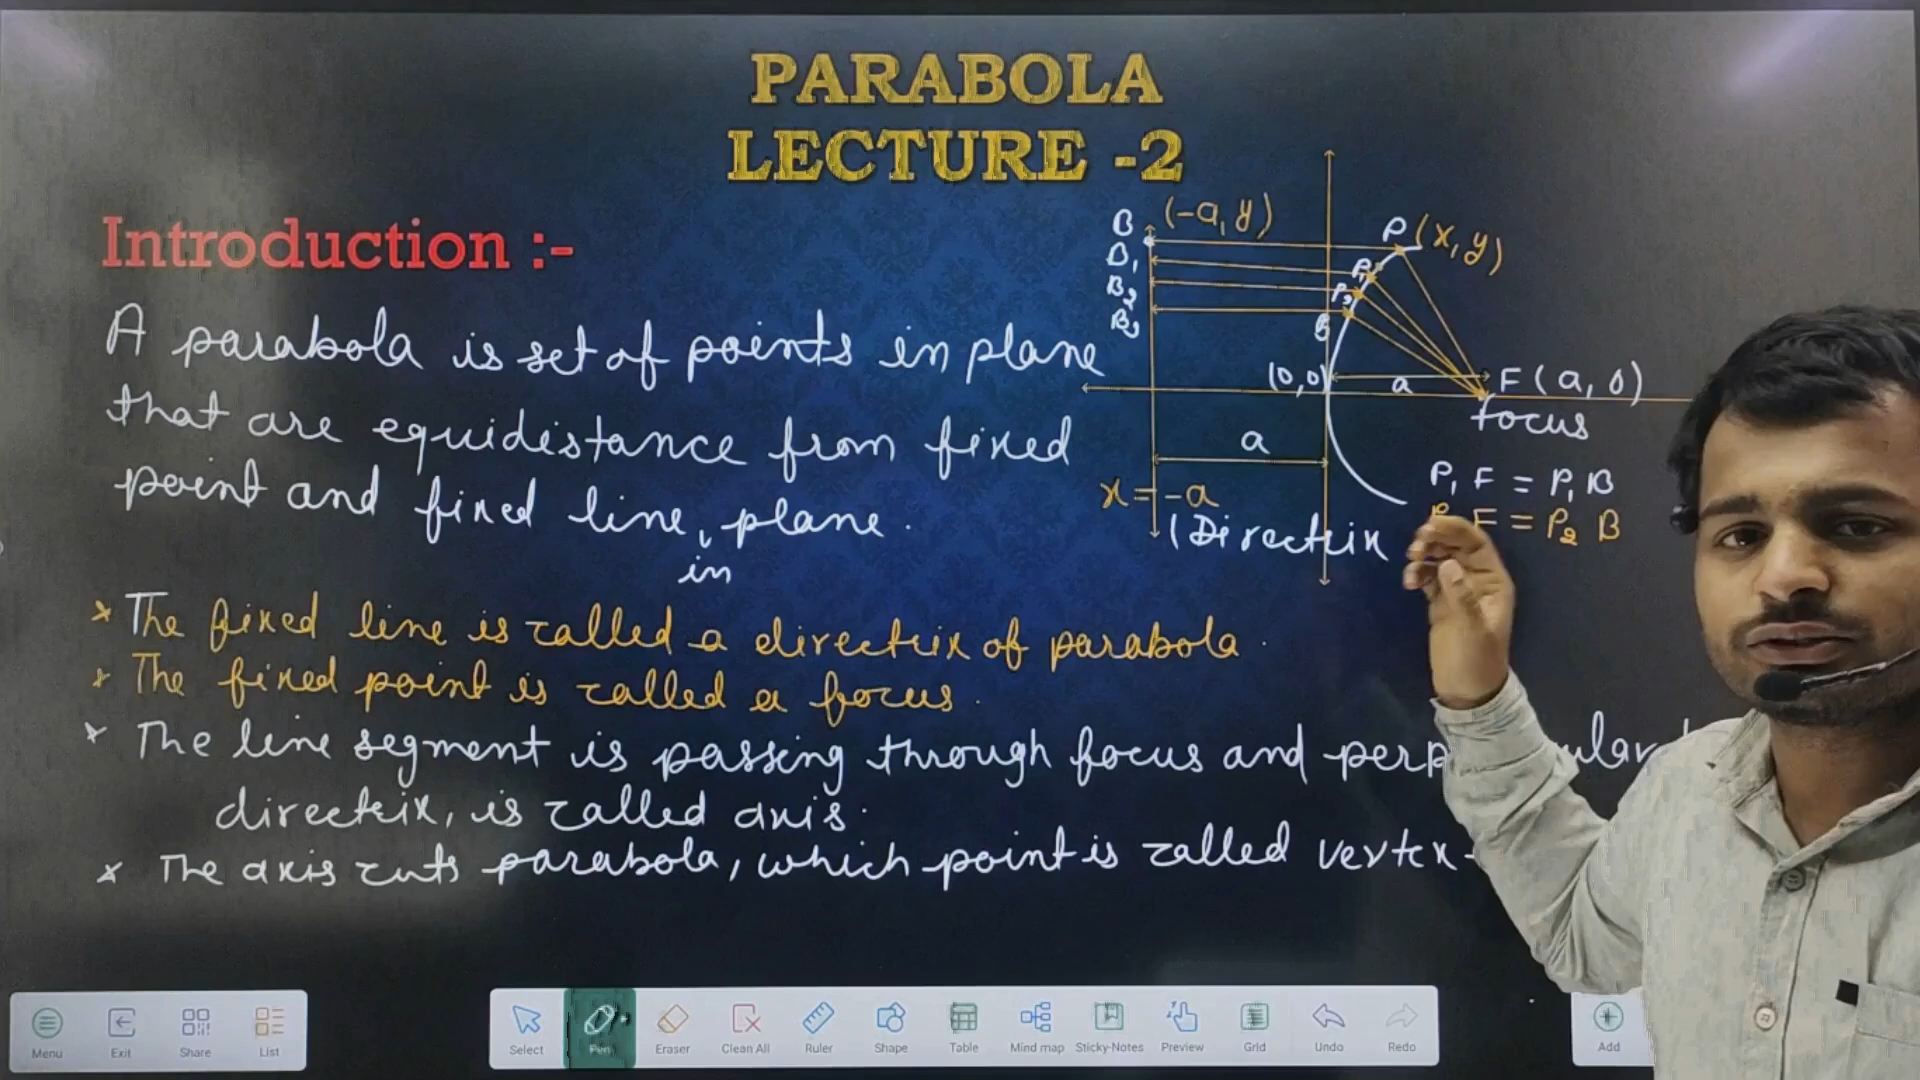 PARABOLA
LECTURE -2
Introduction :-
A parabola is set of points in plane
that are equidistance from fixed
point and fixed line, plane.
in
* The fixed line is called a directrix of parabola.
* The fixed point is called a focus.
* The line segment is passing through focus and
directrix, is called axis.
* The axis cuts parabola, which point is called vertex-
B (-a, y)
P (x, y)
B1
P1
B2
P2
B3
(0,0)
a
F (a, 0)
focus
a
x = -a
(Directrix
P1 F = P1 B
F = P2 B
Menu
Exit
Share
List
Select
Pen
Eraser
Clean All
Ruler
Shape
Table
Mind map
Sticky-Notes
Preview
Grid
Undo
Redo
Add